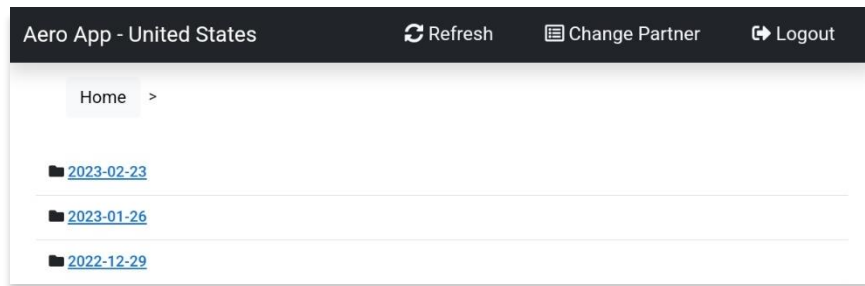 Aero App - United States Refresh Change Partner Logout
Home >
2023-02-23
2023-01-26
2022-12-29